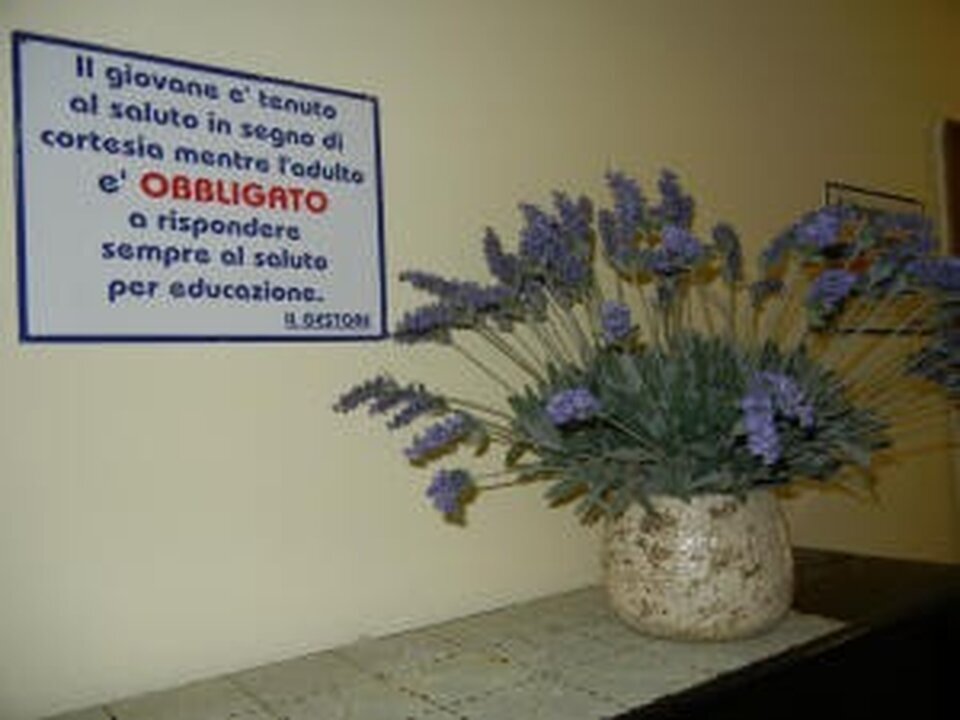 Il giovane e' tenuto
al saluto in segno di
cortesia mentre l'adulto
e' OBBLIGATO
a rispondere
sempre al saluto
per educazione.
IL GESTORE